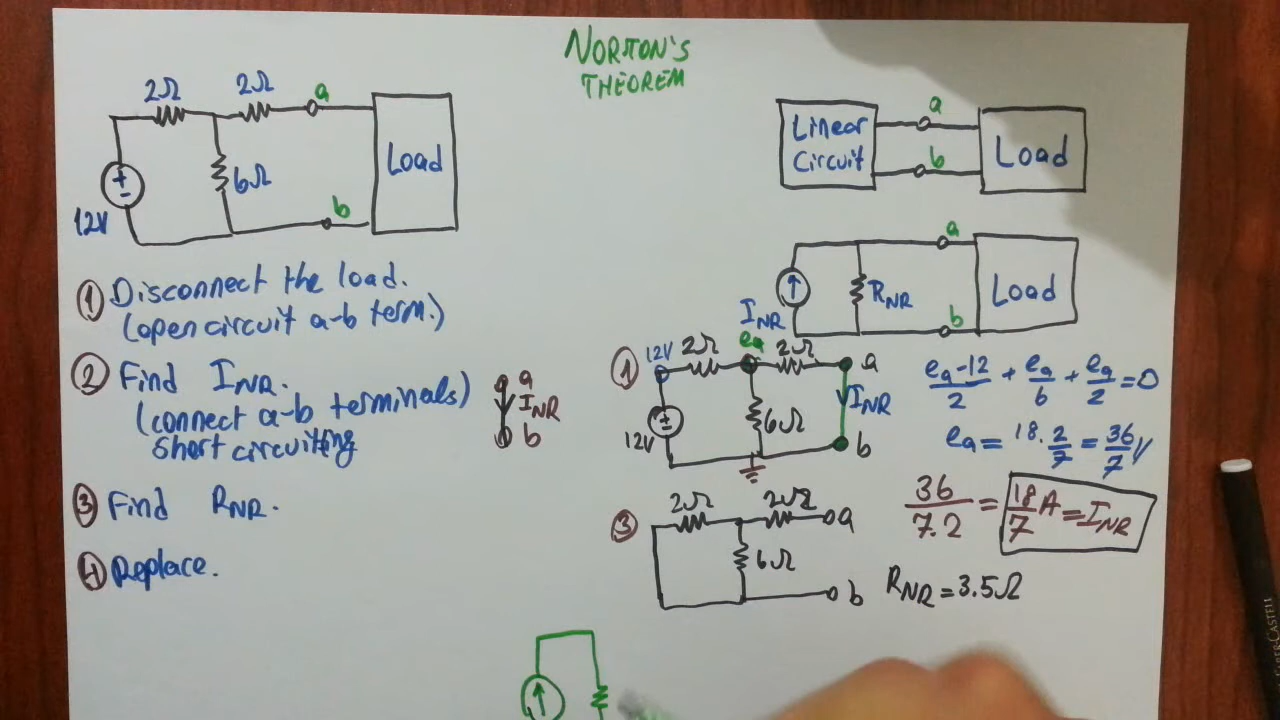 NORTON'S
THEOREM
2Ω 2Ω a
6Ω
12V
b
Load
Linear
Circuit
a
b
Load
① Disconnect the load.
(open circuit a-b term.)
② Find INR.
(connect a-b terminals)
short circuiting
a
INR
b
③ Find RNR.
④ Replace.
INR
RNR
a
b
Load
①
12V 2Ω ea 2Ω a
12V
6Ω
INR
b
ea-12/2 + ea/6 + ea/2 = 0
ea = 18. 2/7 = 36/7 V
36/7.2 = 18/7 A = INR
③
2Ω 2Ω a
6Ω
b
RNR = 3.5Ω